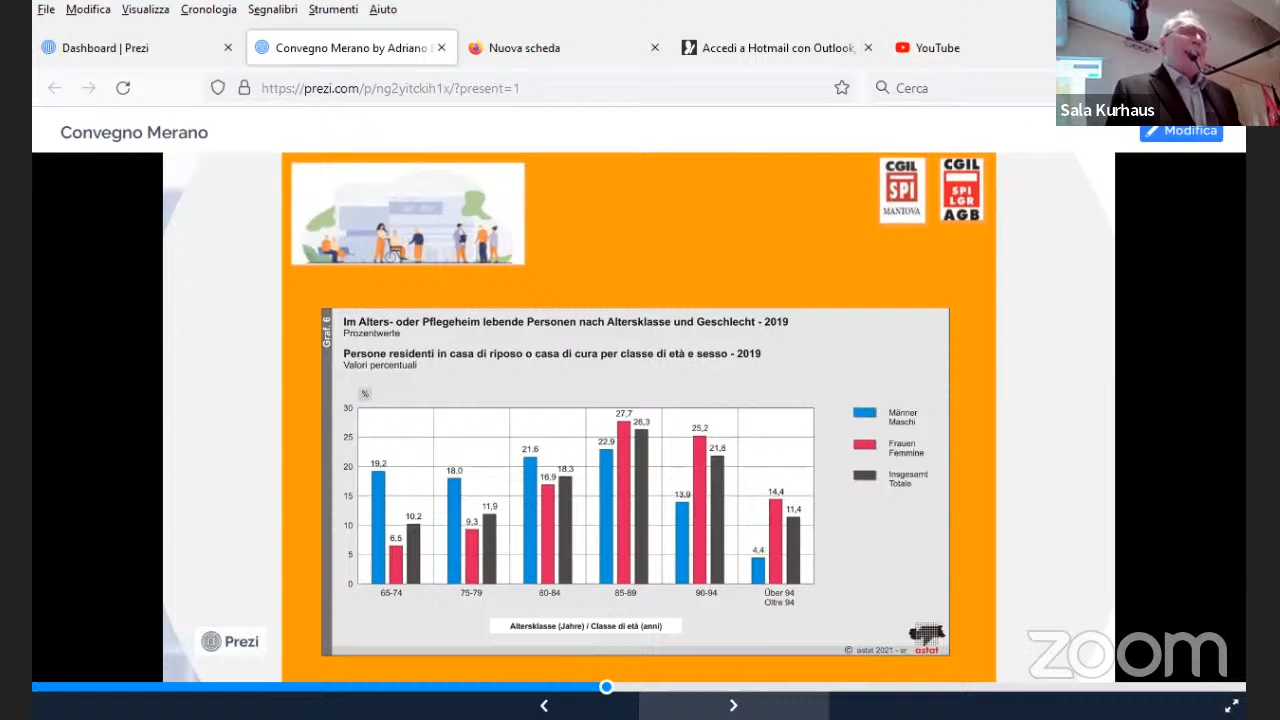 File Modifica Visualizza Cronologia Segnalibri Strumenti Aiuto
Dashboard | Prezi
Convegno Merano by Adriano
Nuova scheda
Accedi a Hotmail con Outlook,
YouTube
https://prezi.com/p/ng2yitckih1x/?present=1
Cerca
Sala Kurhaus
Convegno Merano
Modifica
CGIL
SPI
MANTOVA
CGIL
SPI
LGR
AGB
Graf. 6
Im Alters- oder Pflegeheim lebende Personen nach Altersklasse und Geschlecht - 2019
Prozentwerte
Persone residenti in casa di riposo o casa di cura per classe di età e sesso - 2019
Valori percentuali
%
30
25
20
15
10
5
0
19,2
6,5
10,2
18,0
9,3
11,9
21,6
16,9
18,3
22,9
27,7
26,3
13,9
25,2
21,8
4,4
14,4
11,4
65-74
75-79
80-84
85-89
90-94
Über 94
Oltre 94
Altersklasse (Jahre) / Classe di età (anni)
Männer
Maschi
Frauen
Femmine
Insgesamt
Totale
© astat 2021 - sr
astat
Prezi
zoom